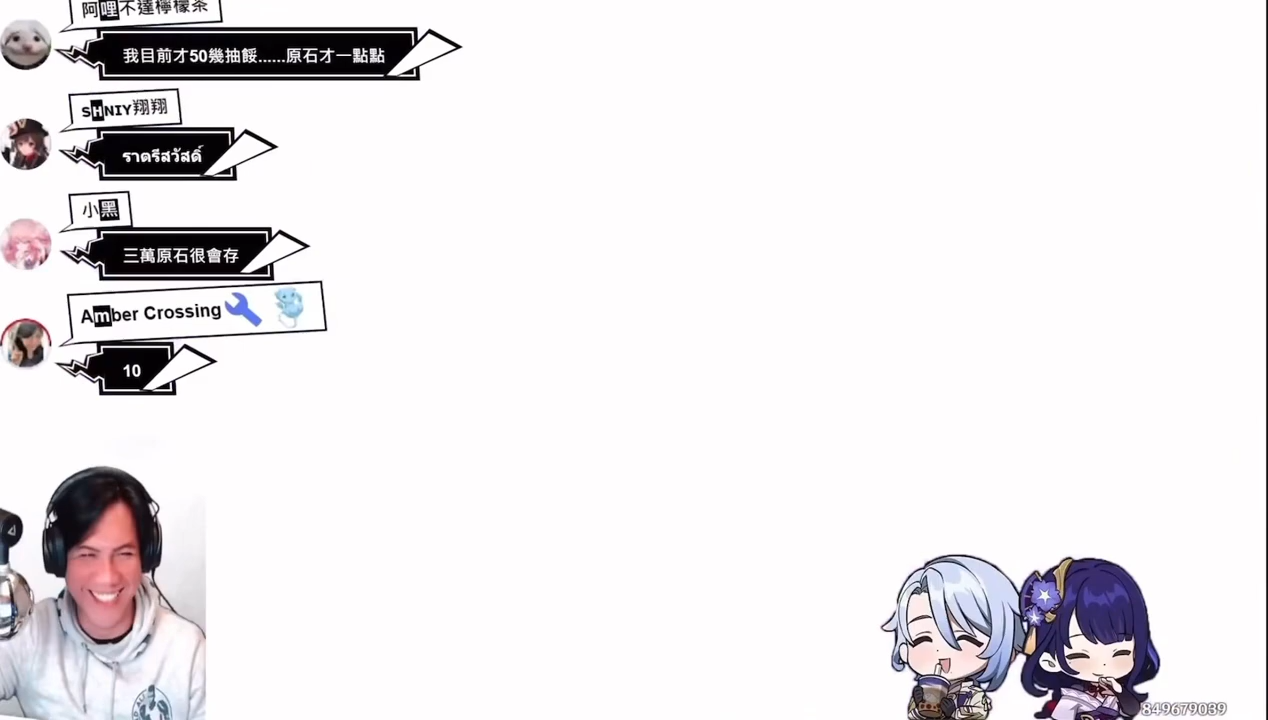 阿哩不達檸檬茶
我目前才50幾抽餒......原石才一點點
SHNIY翔翔
ราตรีสวัสดิ์
小黑
三萬原石很會存
Amber Crossing
10
849679039